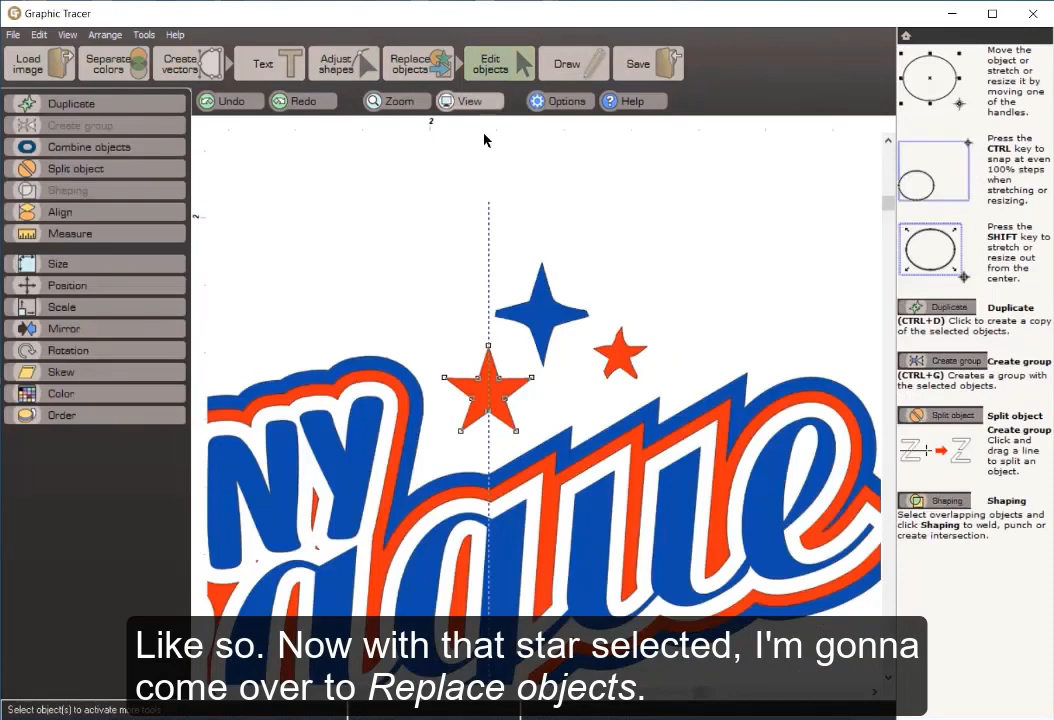 Graphic Tracer
File Edit View Arrange Tools Help
Load image
Separate colors
Create vectors
Text
Adjust shapes
Replace objects
Edit objects
Draw
Save
Undo
Redo
Zoom
View
Options
Help
Duplicate
Create group
Combine objects
Split object
Shaping
Align
Measure
Size
Position
Scale
Mirror
Rotation
Skew
Color
Order
2
2
NY
Move the
object or
stretch or
resize it by
moving one
of the
handles.
Press the
CTRL key to
snap at even
100% steps
when
stretching or
resizing.
Press the
SHIFT key to
stretch or
resize out
from the
center.
Duplicate Duplicate
(CTRL+D) Click to create a copy
of the selected objects.
Create group Create group
(CTRL+G) Creates a group with
the selected objects.
Split object Split object
Create group
Click and
drag a line
to split an
object.
Shaping Shaping
Select overlapping objects and
click Shaping to weld, punch or
create intersection.
Like so. Now with that star selected, I'm gonna
come over to Replace objects.
Select object(s) to activate more tools